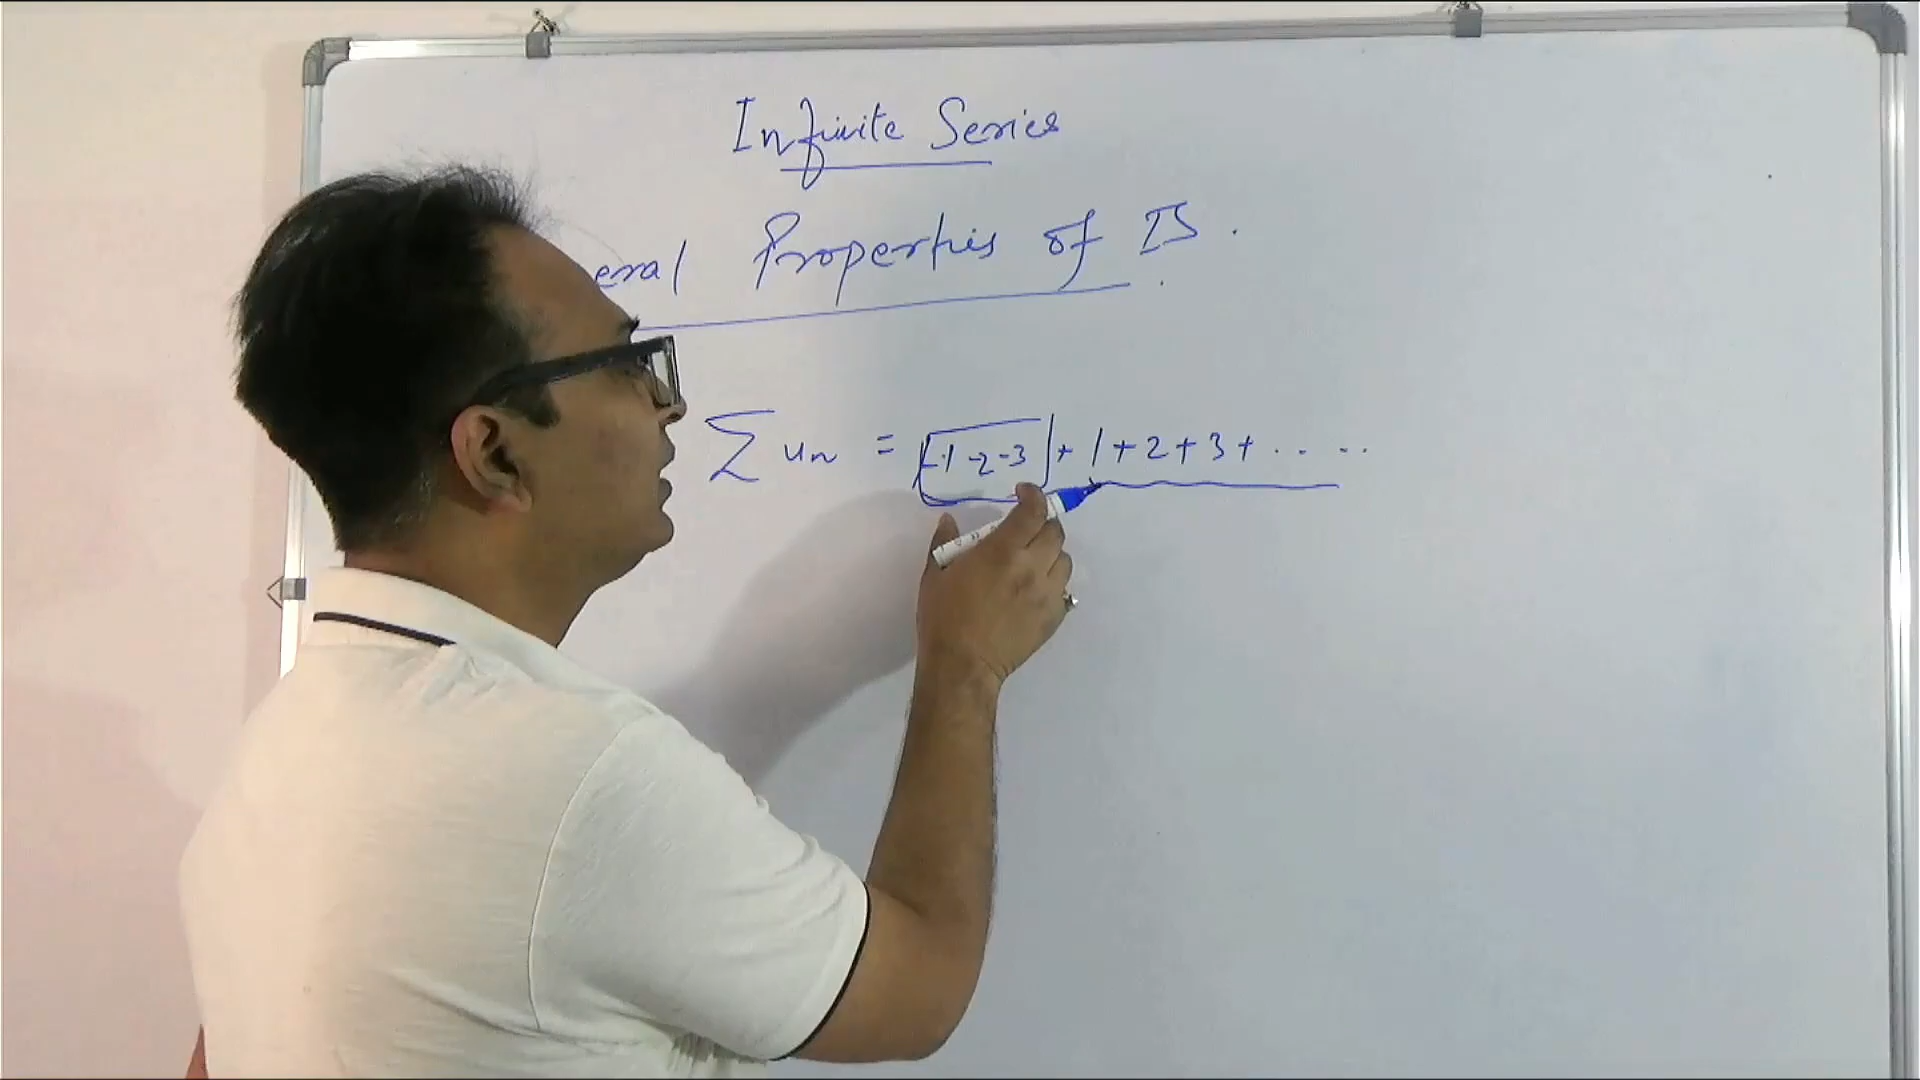 Infinite Series
eral Properties of IS.
∑ un = -1 -2 -3 + 1 + 2 + 3 + .. ..